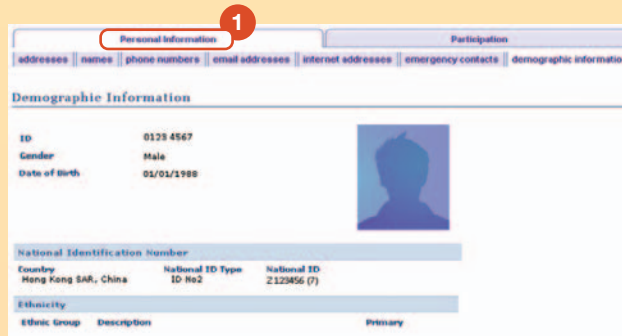 1
Personal Information Participation
addresses names phone numbers email addresses internet addresses emergency contacts demographic informatio
Demographic Information
ID 0123 4567
Gender Male
Date of Birth 01/01/1988
National Identification Number
Country National ID Type National ID
Hong Kong SAR, China ID No2 Z123456 (7)
Ethnicity
Ethnic Group Description Primary